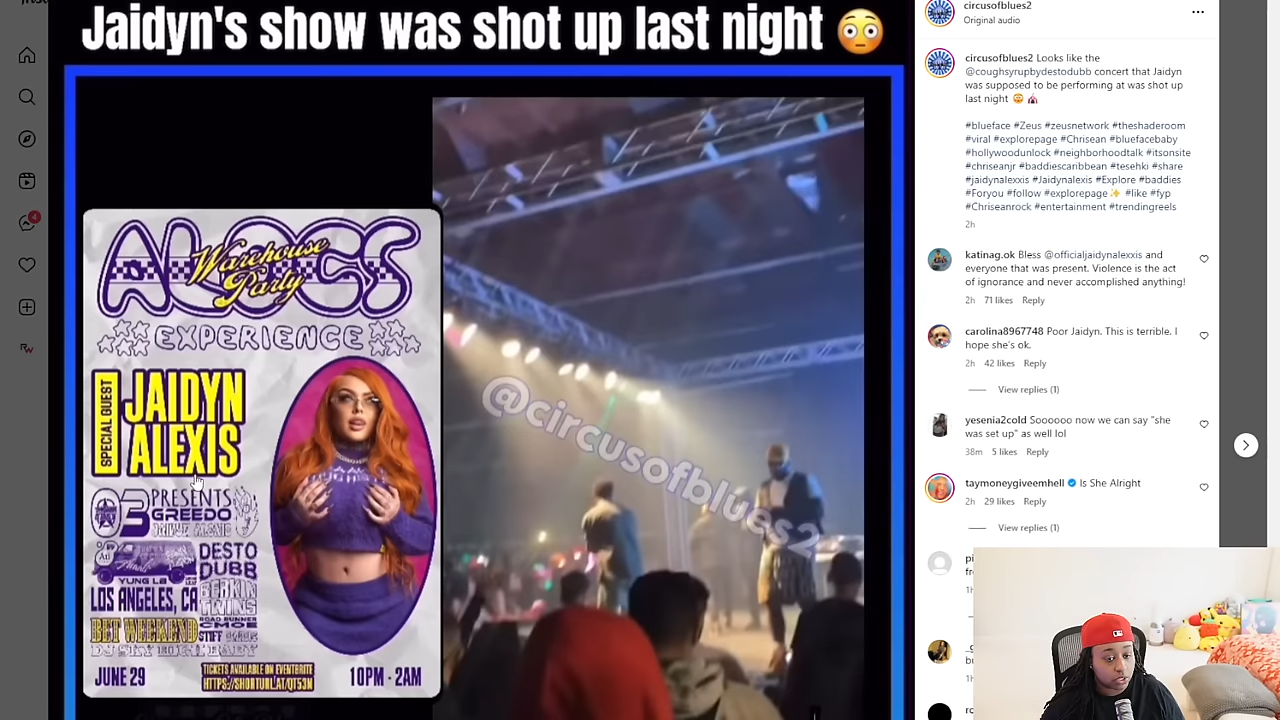 Jaidyn's show was shot up last night 😳
ALOCS
Warehouse
Party
EXPERIENCE
SPECIAL GUEST
JAIDYN
ALEXIS
03 PRESENTS
GREEDO
DESTO
DUBB
YUNG LB
LOS ANGELES, CA
BET WEEKEND
JUNE 29
TICKETS AVAILABLE ON EVENTBRITE
10PM - 2AM
@circusofblues2
circusofblues2
Original audio
circusofblues2 Looks like the
@coughsyrupbydestodubb concert that Jaidyn
was supposed to be performing at was shot up
last night
#blueface #Zeus #zeusnetwork #theshaderoom
#viral #explorepage #Chrisean #bluefacebaby
#hollywoodunlock #neighborhoodtalk #itsonsite
#chriseanjr #baddiescaribbean #tesehki #share
#jaidynalexxis #Jaidynalexis #Explore #baddies
#Foryou #follow #explorepage✨ #like #fyp
#Chriseanrock #entertainment #trendingreels
2h
katinag.ok Bless @officialjaidynalexxis and
everyone that was present. Violence is the act
of ignorance and never accomplished anything!
2h 71 likes Reply
carolina8967748 Poor Jaidyn. This is terrible. I
hope she's ok.
2h 42 likes Reply
View replies (1)
yesenia2cold Soooooo now we can say "she
was set up" as well lol
38m 5 likes Reply
taymoneygiveemhell Is She Alright
2h 29 likes Reply
View replies (1)
4